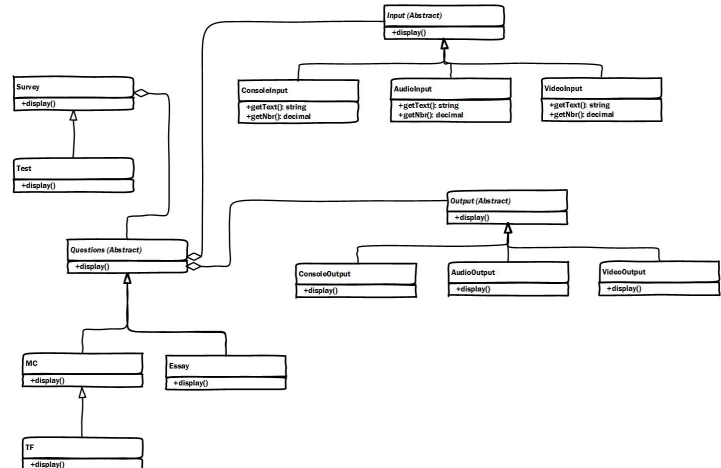 Input (Abstract)
+display()
ConsoleInput
+getText(): string
+getNbr(): decimal
AudioInput
+getText(): string
+getNbr(): decimal
VideoInput
+getText(): string
+getNbr(): decimal
Survey
+display()
Test
+display()
Output (Abstract)
+display()
Questions (Abstract)
+display()
ConsoleOutput
+display()
AudioOutput
+display()
VideoOutput
+display()
MC
+display()
Essay
+display()
TF
+display()